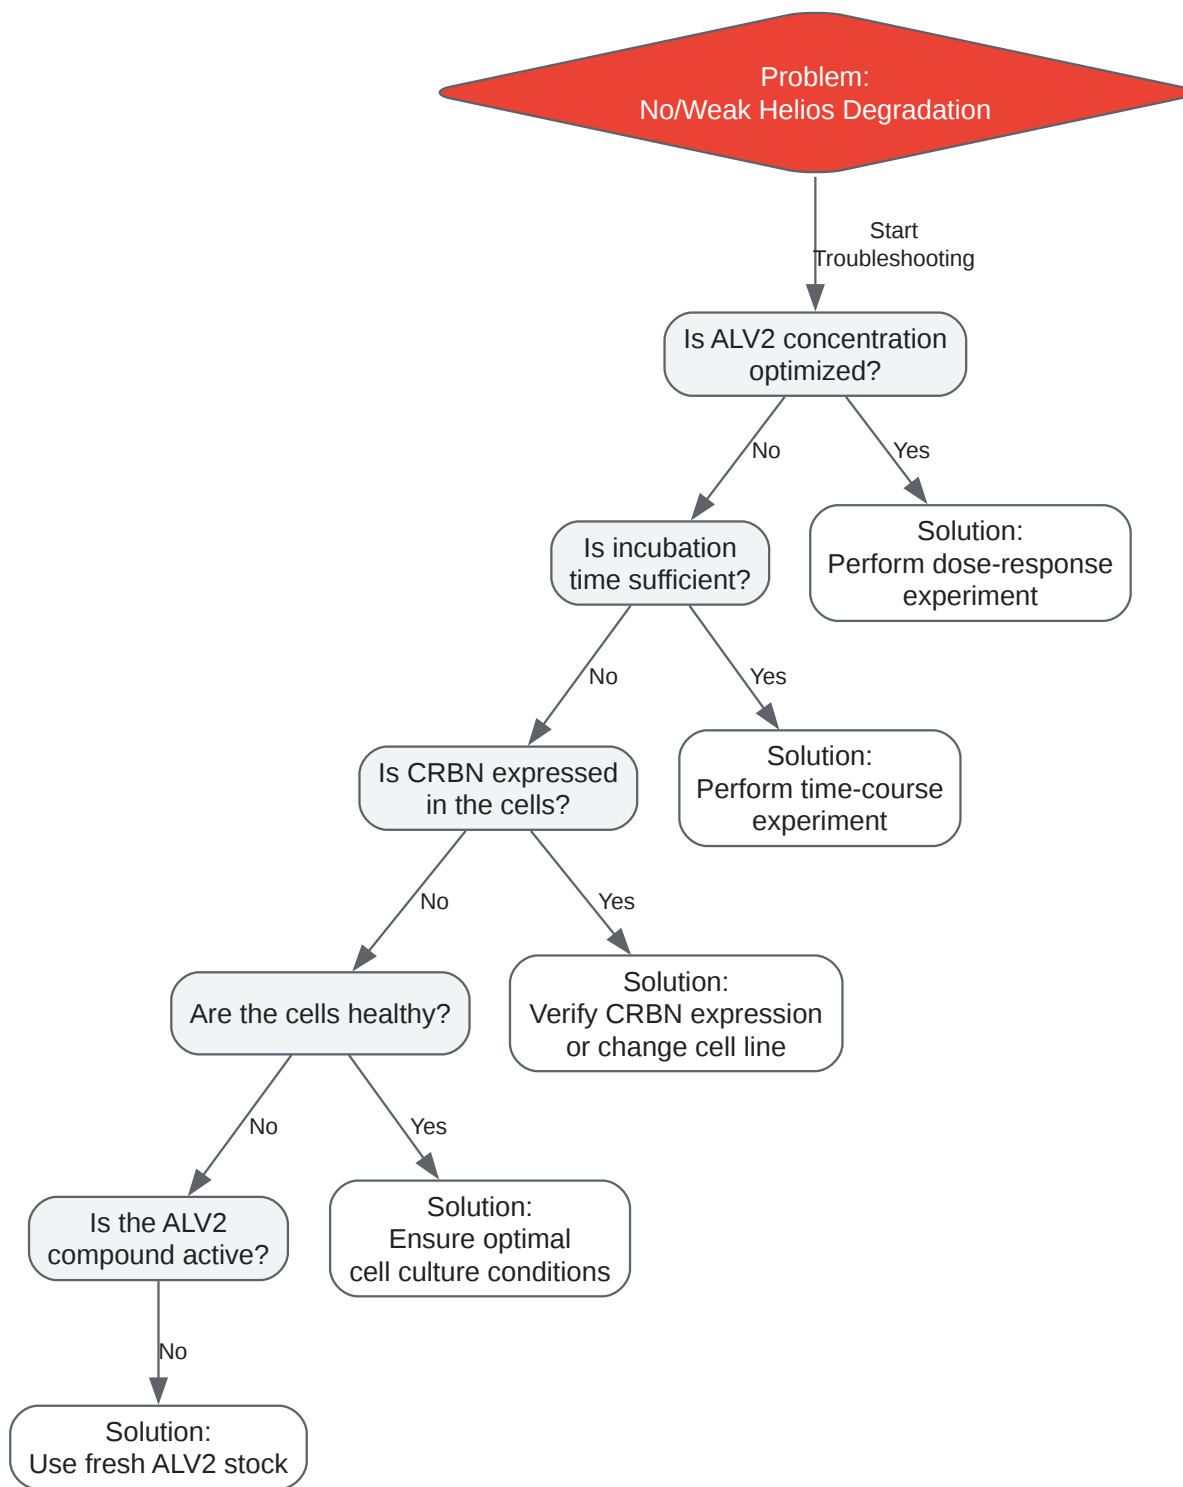 Problem:
No/Weak Helios Degradation
Start
Troubleshooting
Is ALV2 concentration
optimized?
No
Yes
Is incubation
time sufficient?
Solution:
Perform dose-response
experiment
No
Yes
Is CRBN expressed
in the cells?
Solution:
Perform time-course
experiment
No
Yes
Are the cells healthy?
Solution:
Verify CRBN expression
or change cell line
No
Yes
Is the ALV2
compound active?
Solution:
Ensure optimal
cell culture conditions
No
Solution:
Use fresh ALV2 stock